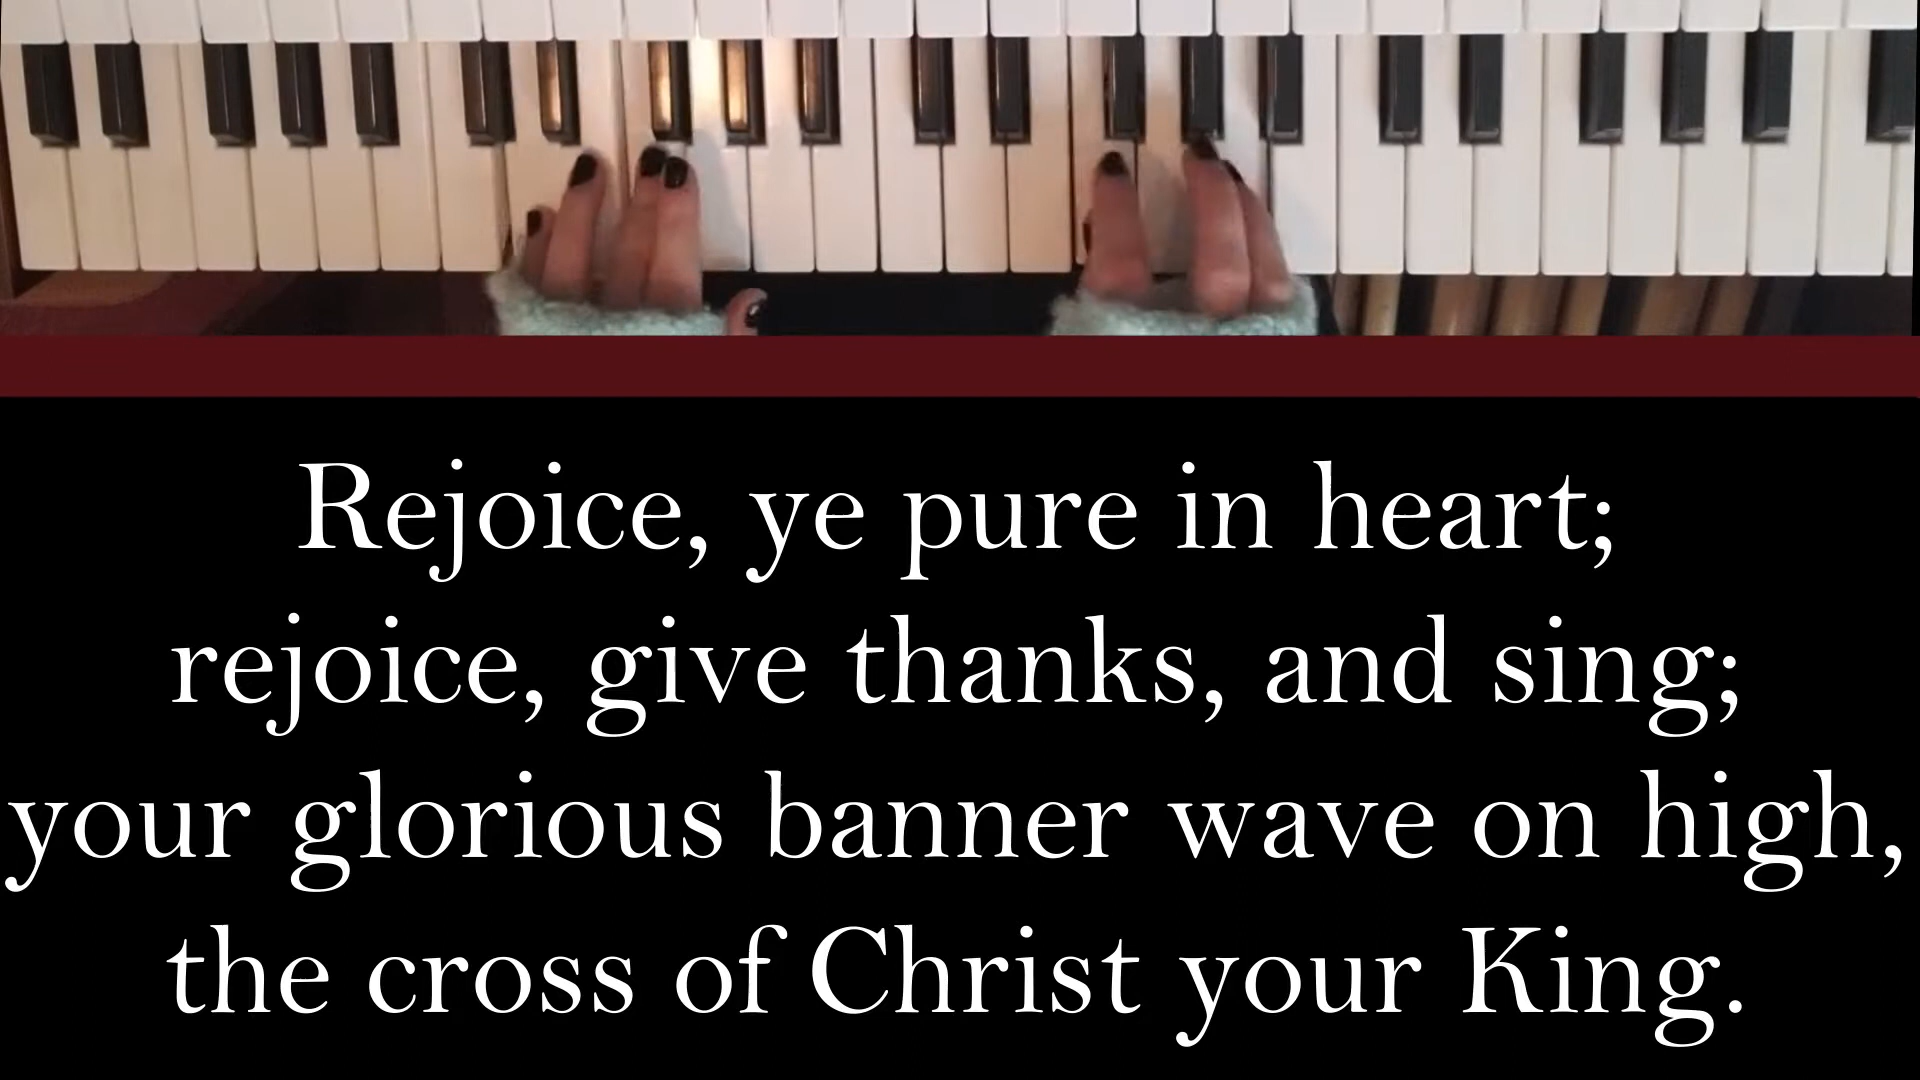 Rejoice, ye pure in heart;
rejoice, give thanks, and sing;
your glorious banner wave on high,
the cross of Christ your King.